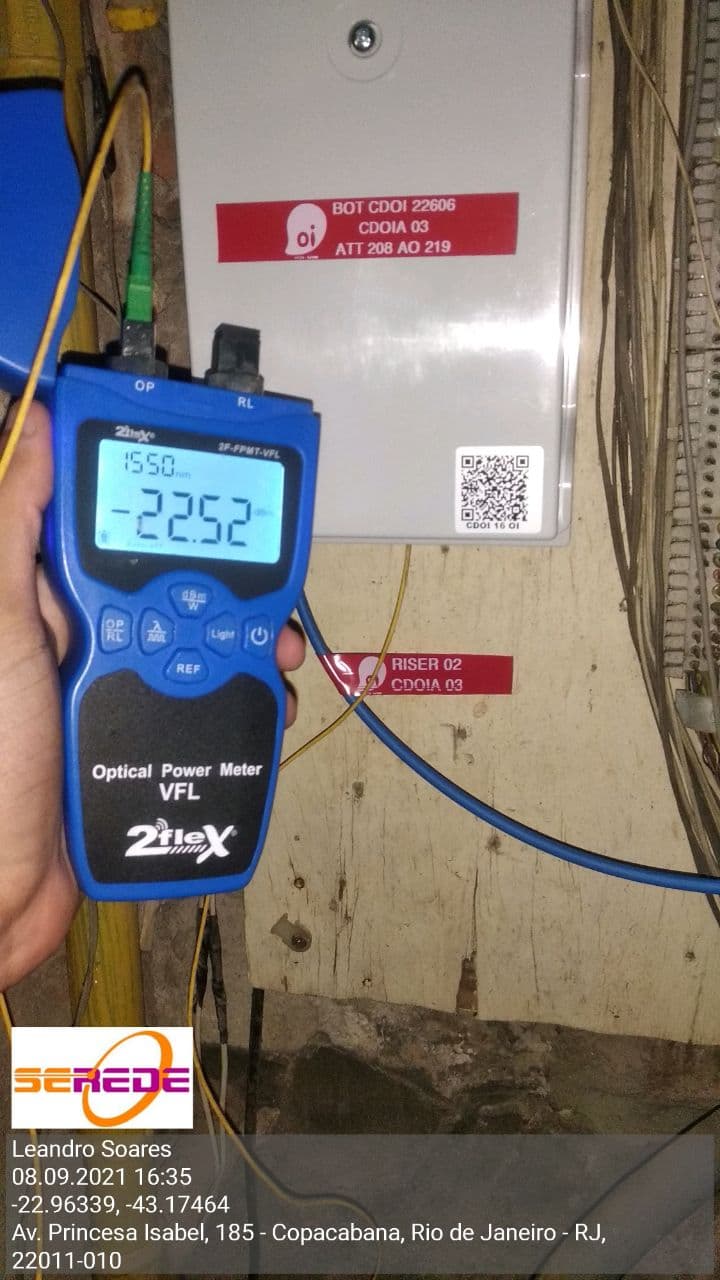 oi
BOT CDOI 22606
CDOIA 03
ATT 208 AO 219
OP
RL
2flex
2F-FPMT-VFL
1550nm
-22.52 dBm
CDOI 16 OI
dBm
W
OP
RL
λ
Light
REF
oi
RISER 02
CDOIA 03
Optical Power Meter
VFL
2fleX®
SEREDE
Leandro Soares
08.09.2021 16:35
-22.96339, -43.17464
Av. Princesa Isabel, 185 - Copacabana, Rio de Janeiro - RJ,
22011-010